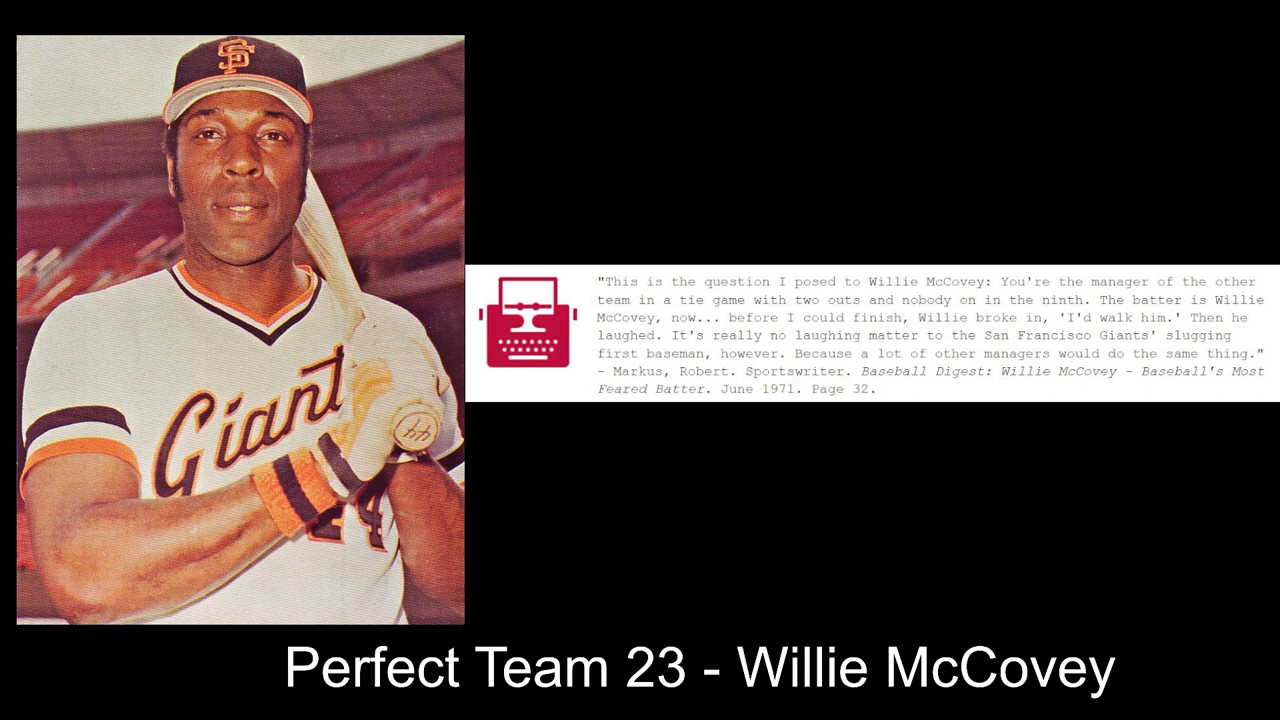 SF
Giants
44
44
"This is the question I posed to Willie McCovey: You're the manager of the other
team in a tie game with two outs and nobody on in the ninth. The batter is Willie
McCovey, now... before I could finish, Willie broke in, 'I'd walk him.' Then he
laughed. It's really no laughing matter to the San Francisco Giants' slugging
first baseman, however. Because a lot of other managers would do the same thing."
– Markus, Robert. Sportswriter. Baseball Digest: Willie McCovey – Baseball's Most
Feared Batter. June 1971. Page 32.
Perfect Team 23 - Willie McCovey